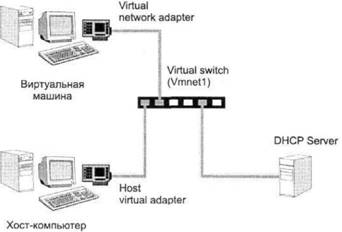 Virtual
network adapter
Виртуальная
машина
Virtual switch
(Vmnet1)
DHCP Server
Host
virtual adapter
Хост-компьютер